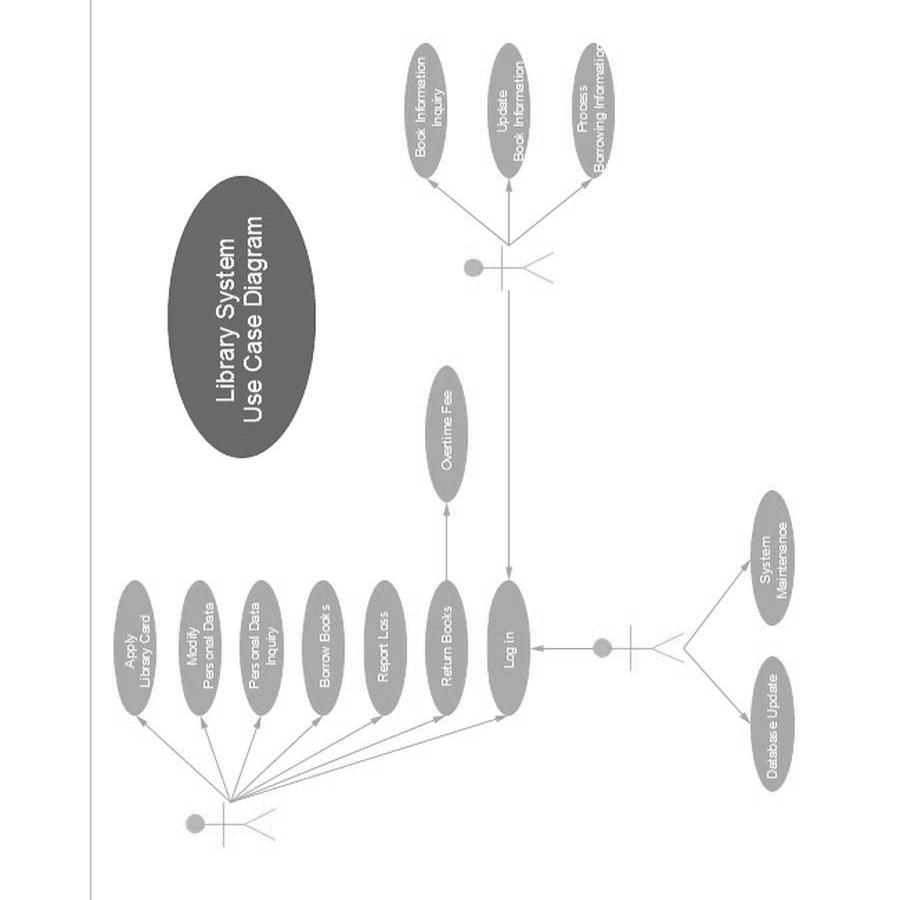 Library System
Use Case Diagram
Apply
Library Card
Modify
Personal Data
Personal Data
Inquiry
Borrow Books
Report Loss
Return Books
Log in
Overtime Fee
Book Information
Inquiry
Update
Book Information
Process
Borrowing Information
Database Update
System
Maintenance